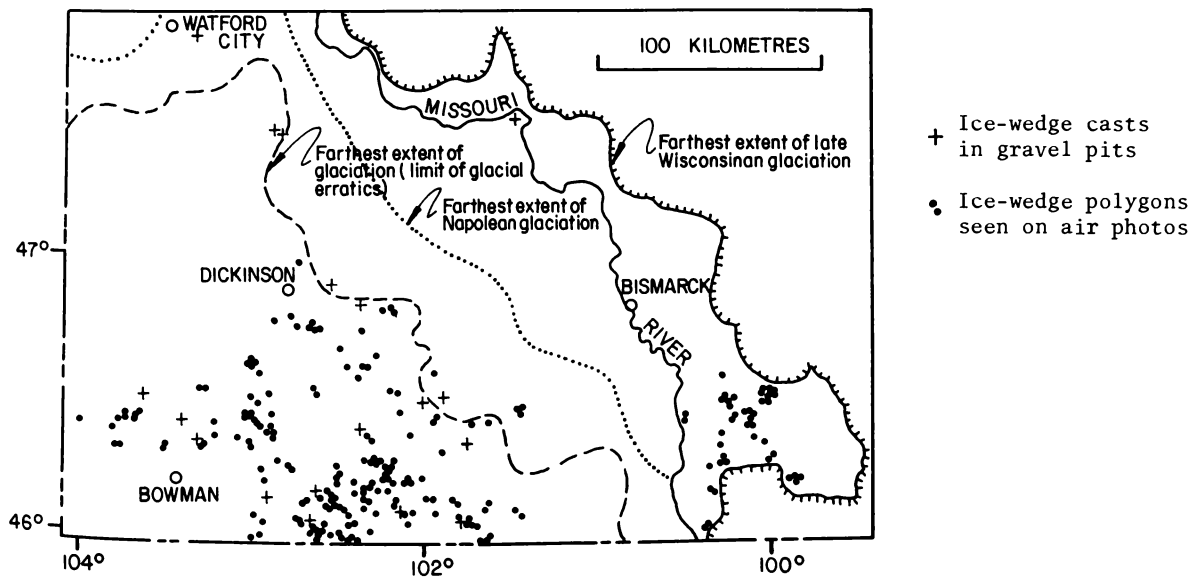 WATFORD
CITY
100 KILOMETRES
MISSOURI
Farthest extent of
glaciation ( limit of glacial
erratics)
Farthest extent of late
Wisconsinan glaciation
Farthest extent of
Napolean glaciation
47°
DICKINSON
BISMARCK
RIVER
BOWMAN
46°
104°
102°
100°
Ice-wedge casts
in gravel pits
Ice-wedge polygons
seen on air photos